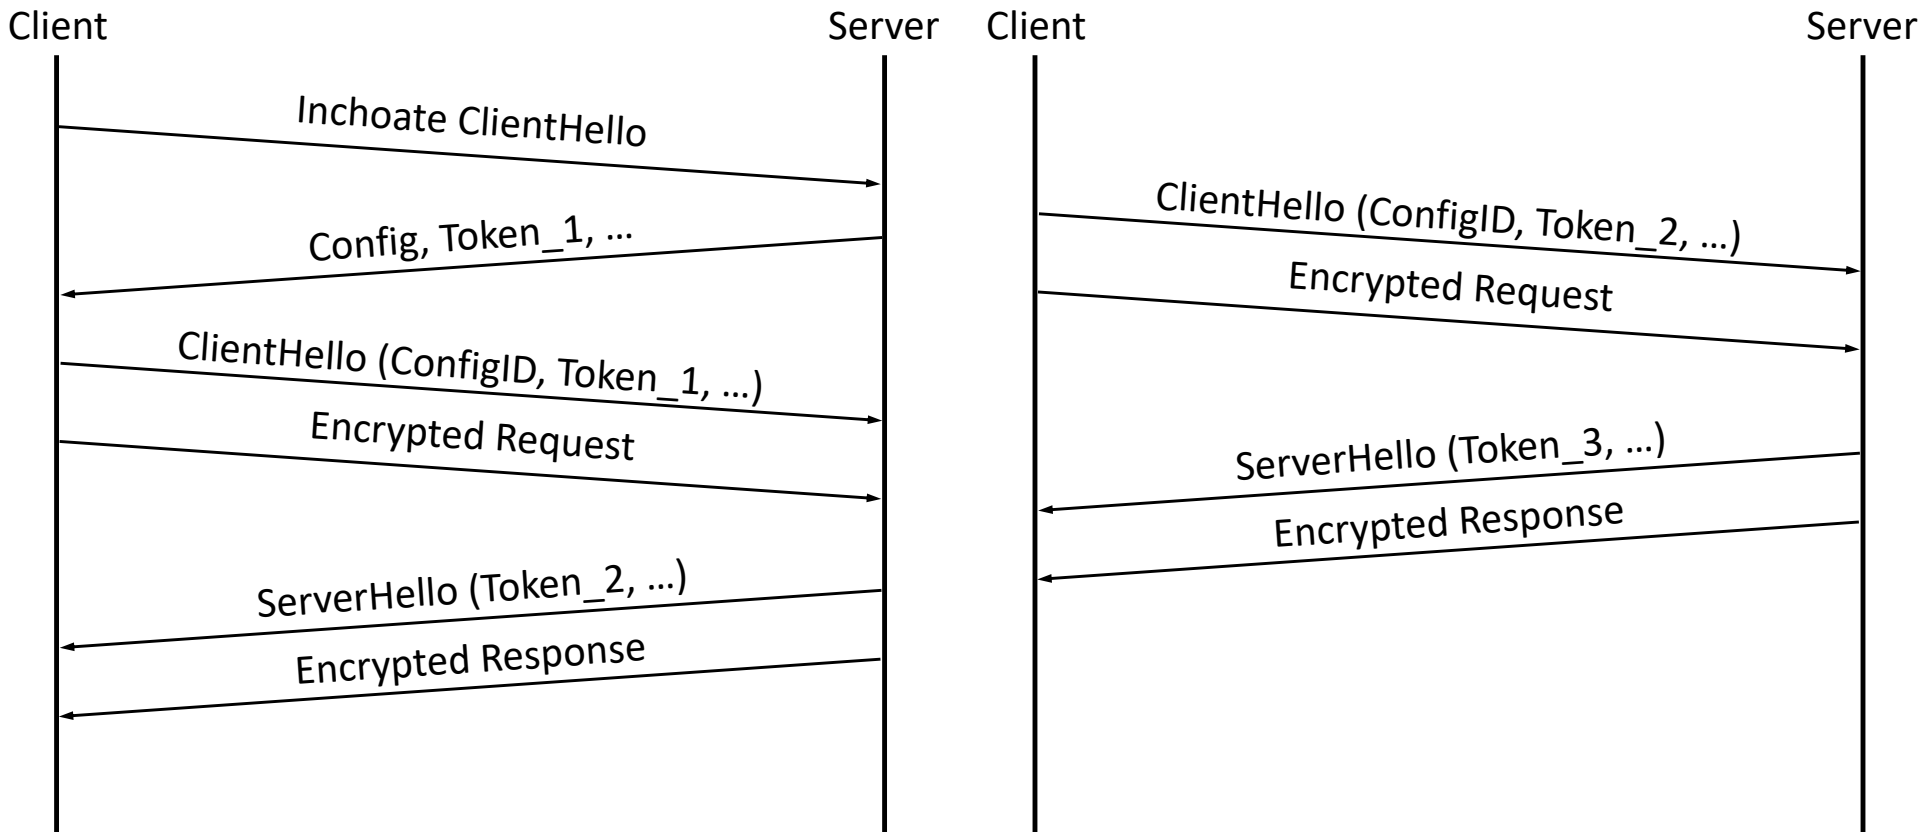 Client
Server
Inchoate ClientHello
Config, Token_1, ...
ClientHello (ConfigID, Token_1, ...)
Encrypted Request
ServerHello (Token_2, ...)
Encrypted Response
Client
Server
ClientHello (ConfigID, Token_2, ...)
Encrypted Request
ServerHello (Token_3, ...)
Encrypted Response